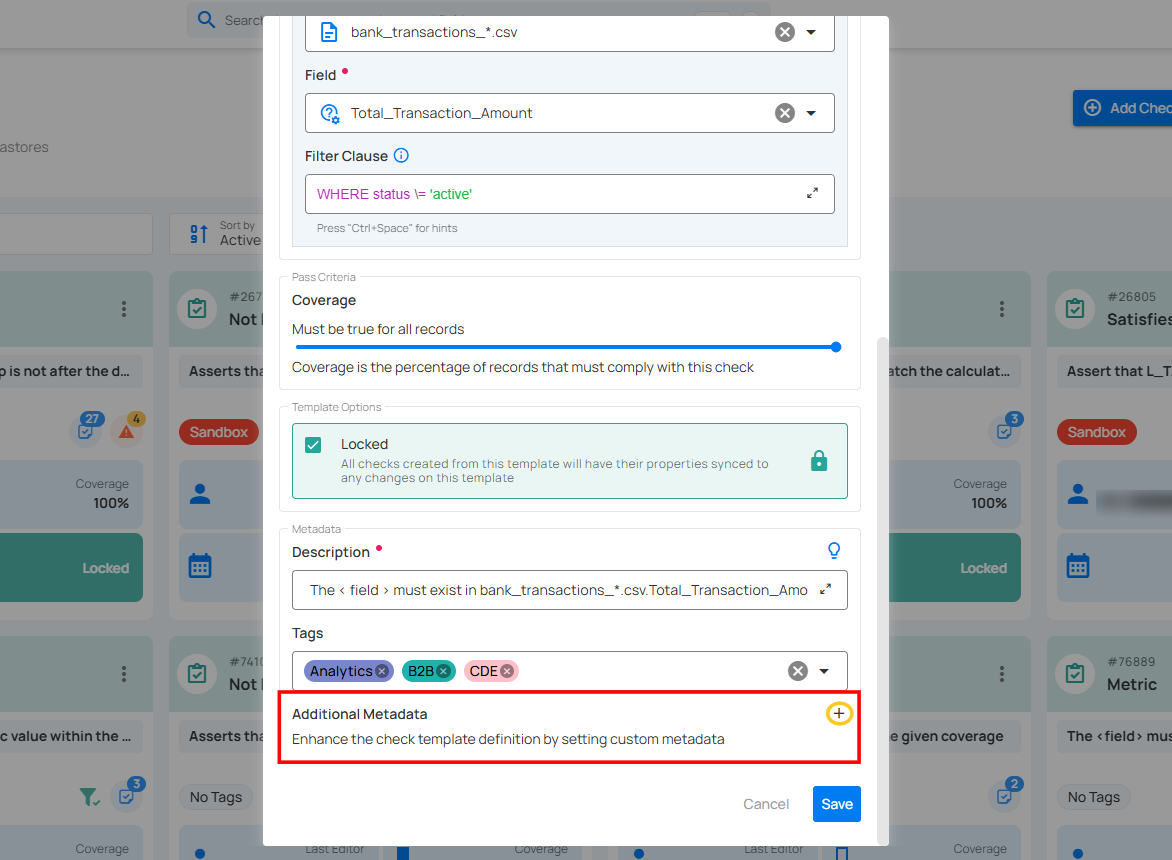 Search
bank_transactions_*.csv
Field
Total_Transaction_Amount
Add Chec
astores
Filter Clause
WHERE status \= 'active'
Press "Ctrl+Space" for hints
Sort by
Active
Pass Criteria
Coverage
Must be true for all records
Coverage is the percentage of records that must comply with this check
#267
Not
#26805
Satisfies
p is not after the d...
Asserts tha
atch the calculat...
Assert that L_T
27
4
3
Sandbox
Sandbox
Template Options
Locked
All checks created from this template will have their properties synced to
any changes on this template
Coverage
100%
Coverage
100%
Metadata
Description
The < field > must exist in bank_transactions_*.csv.Total_Transaction_Amo
Locked
Locked
Tags
Analytics
B2B
CDE
#7410
Not
#76889
Metric
Additional Metadata
Enhance the check template definition by setting custom metadata
c value within the ...
Asserts tha
e given coverage
The <field> mus
3
2
No Tags
No Tags
Cancel
Save
Coverage
Last Editor
Coverage
Last Editor
Coverage